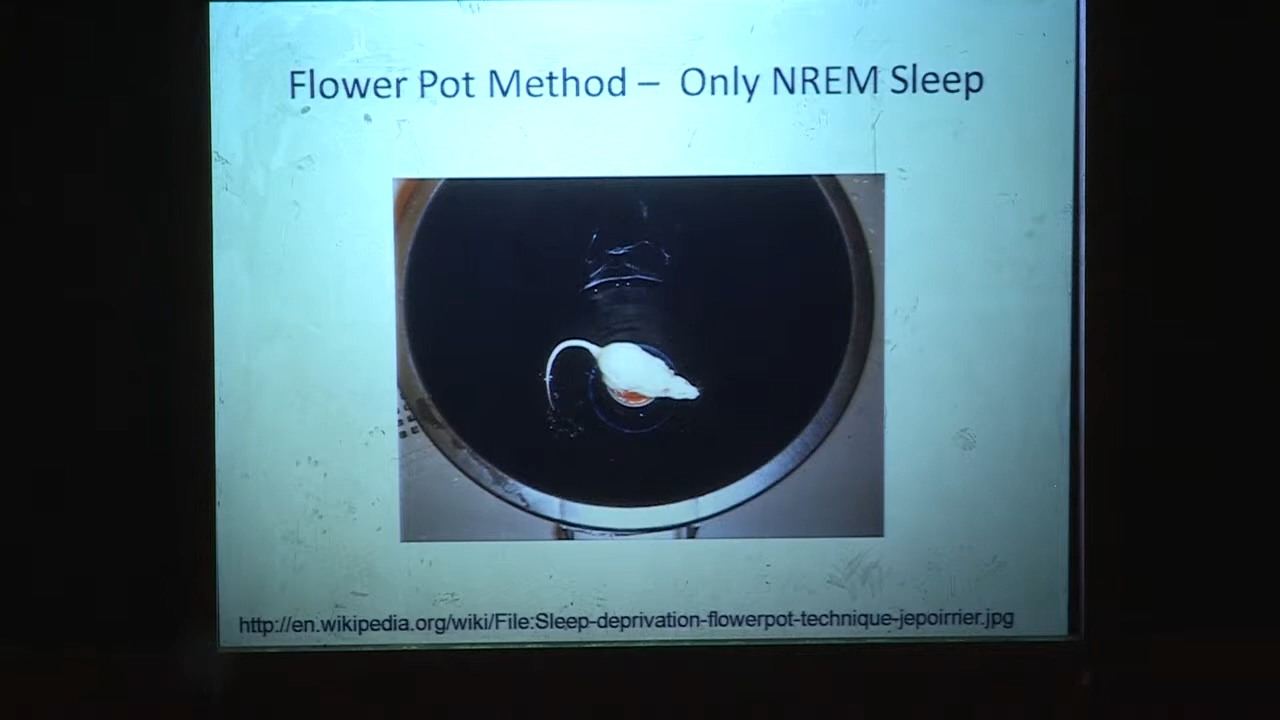 Flower Pot Method – Only NREM Sleep
http://en.wikipedia.org/wiki/File:Sleep-deprivation-flowerpot-technique-jepoirrier.jpg